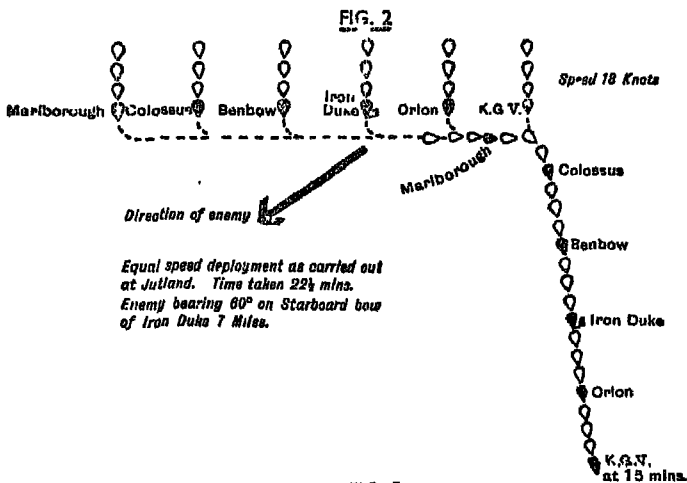 FIG. 2
Speed 18 Knots
Marlborough
Colossus
Benbow
Iron
Duke
Orion
K.G.V.
Marlborough
Colossus
Direction of enemy
Benbow
Equal speed deployment as carried out
at Jutland. Time taken 22½ mins.
Enemy bearing 60° on Starboard bow
of Iron Duke 7 Miles.
Iron Duke
Orion
K.G.V.
at 15 mins.